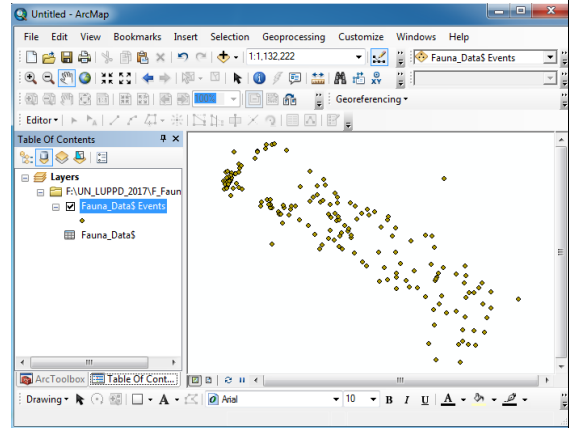 Untitled - ArcMap
File Edit View Bookmarks Insert Selection Geoprocessing Customize Windows Help
1:1,132,222
Fauna_Data$ Events
100%
Georeferencing
Editor
Table Of Contents
Layers
F:\UN_LUPPD_2017\F_Faun
Fauna_Data$ Events
Fauna_Data$
ArcToolbox Table Of Cont...
Drawing A Arial 10 B I U A